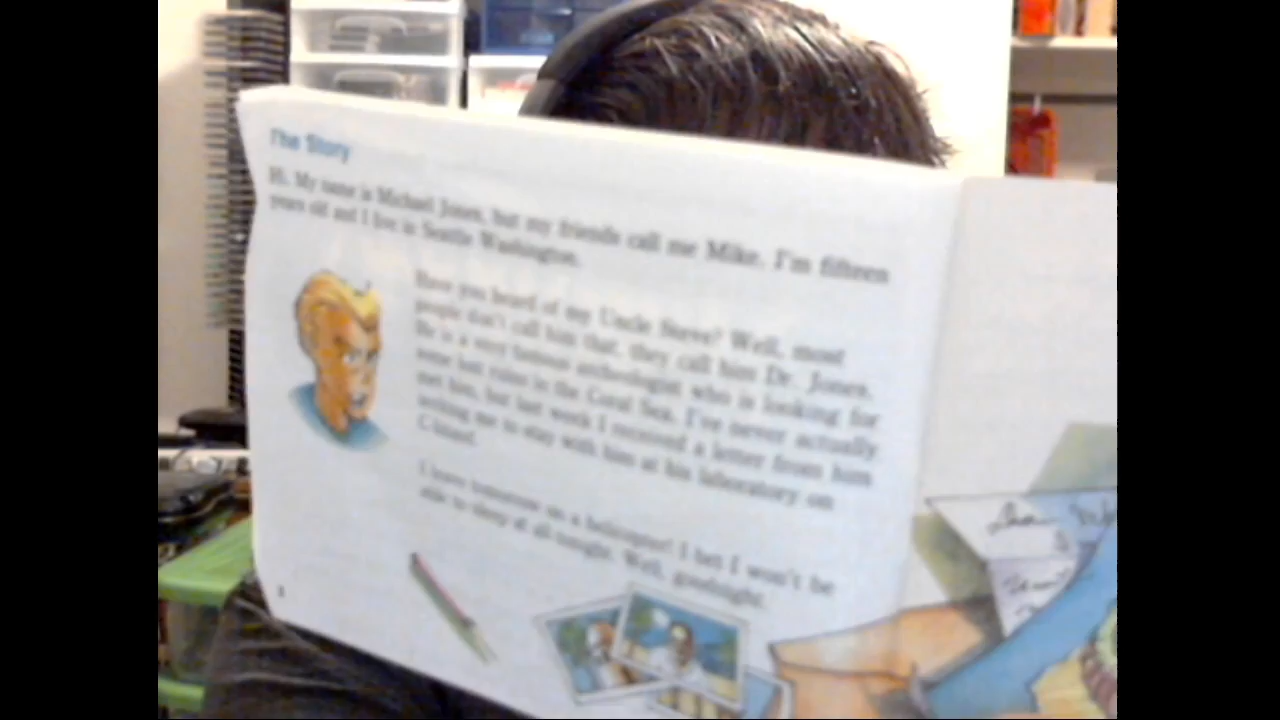 The Story
Hi. My name is Michael Jones, but my friends call me Mike. I'm fifteen
years old and I live in Seattle Washington.
Have you heard of my Uncle Steve? Well, most
people don't call him that, they call him Dr. Jones.
He is a very famous archeologist who is looking for
some lost ruins in the Coral Sea. I've never actually
met him, but last week I received a letter from him
inviting me to stay with him at his laboratory on
C-Island.
I leave tomorrow on a helicopter! I bet I won't be
able to sleep at all tonight. Well, goodnight.